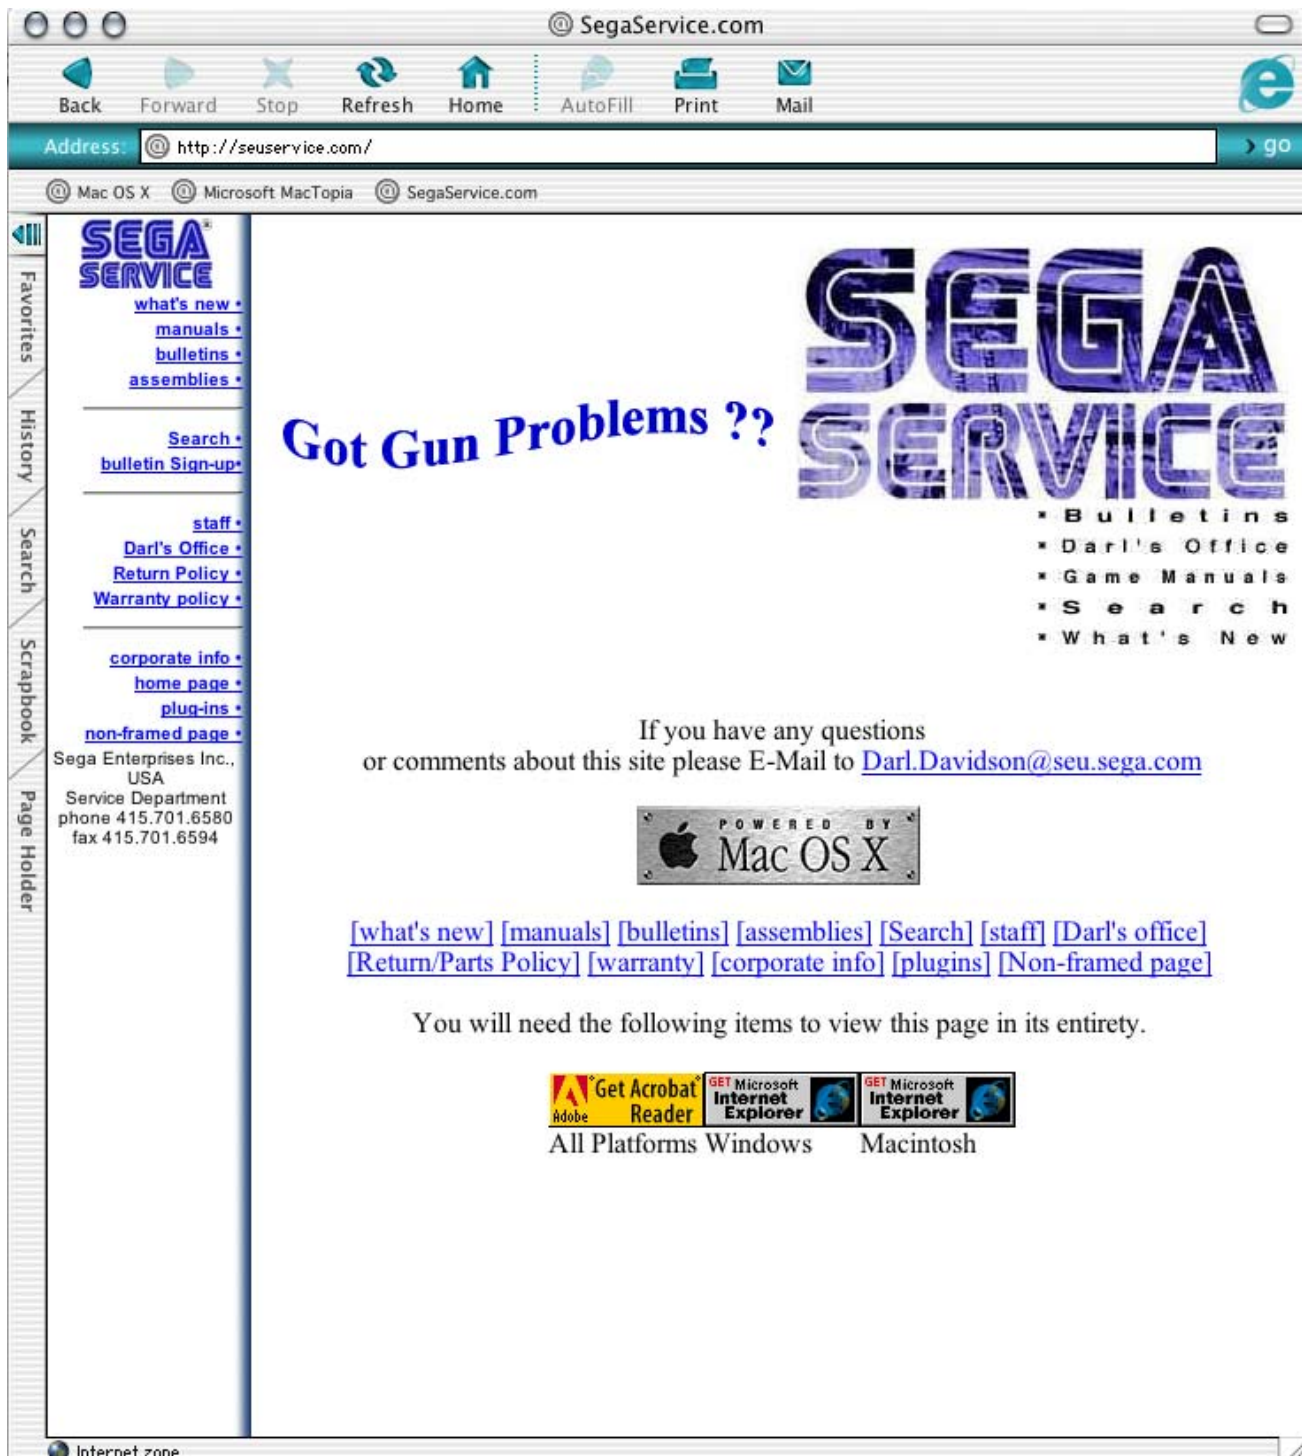 SegaService.com
Back Forward Stop Refresh Home AutoFill Print Mail
Address: http://seuservice.com/ go
Mac OS X Microsoft MacTopia SegaService.com
Favorites
History
Search
Scrapbook
Page Holder
SEGA®
SERVICE
what's new •
manuals •
bulletins •
assemblies •
Search •
bulletin Sign-up•
staff •
Darl's Office •
Return Policy •
Warranty policy •
corporate info •
home page •
plug-ins •
non-framed page •
Sega Enterprises Inc.,
USA
Service Department
phone 415.701.6580
fax 415.701.6594
Got Gun Problems ??
SEGA
SERVICE
Bulletins
Darl's Office
Game Manuals
Search
What's New
If you have any questions
or comments about this site please E-Mail to Darl.Davidson@seu.sega.com
POWERED BY
Mac OS X
[what's new] [manuals] [bulletins] [assemblies] [Search] [staff] [Darl's office]
[Return/Parts Policy] [warranty] [corporate info] [plugins] [Non-framed page]
You will need the following items to view this page in its entirety.
Adobe Get Acrobat Reader
GET Microsoft Internet Explorer
GET Microsoft Internet Explorer
All Platforms Windows Macintosh
Internet zone